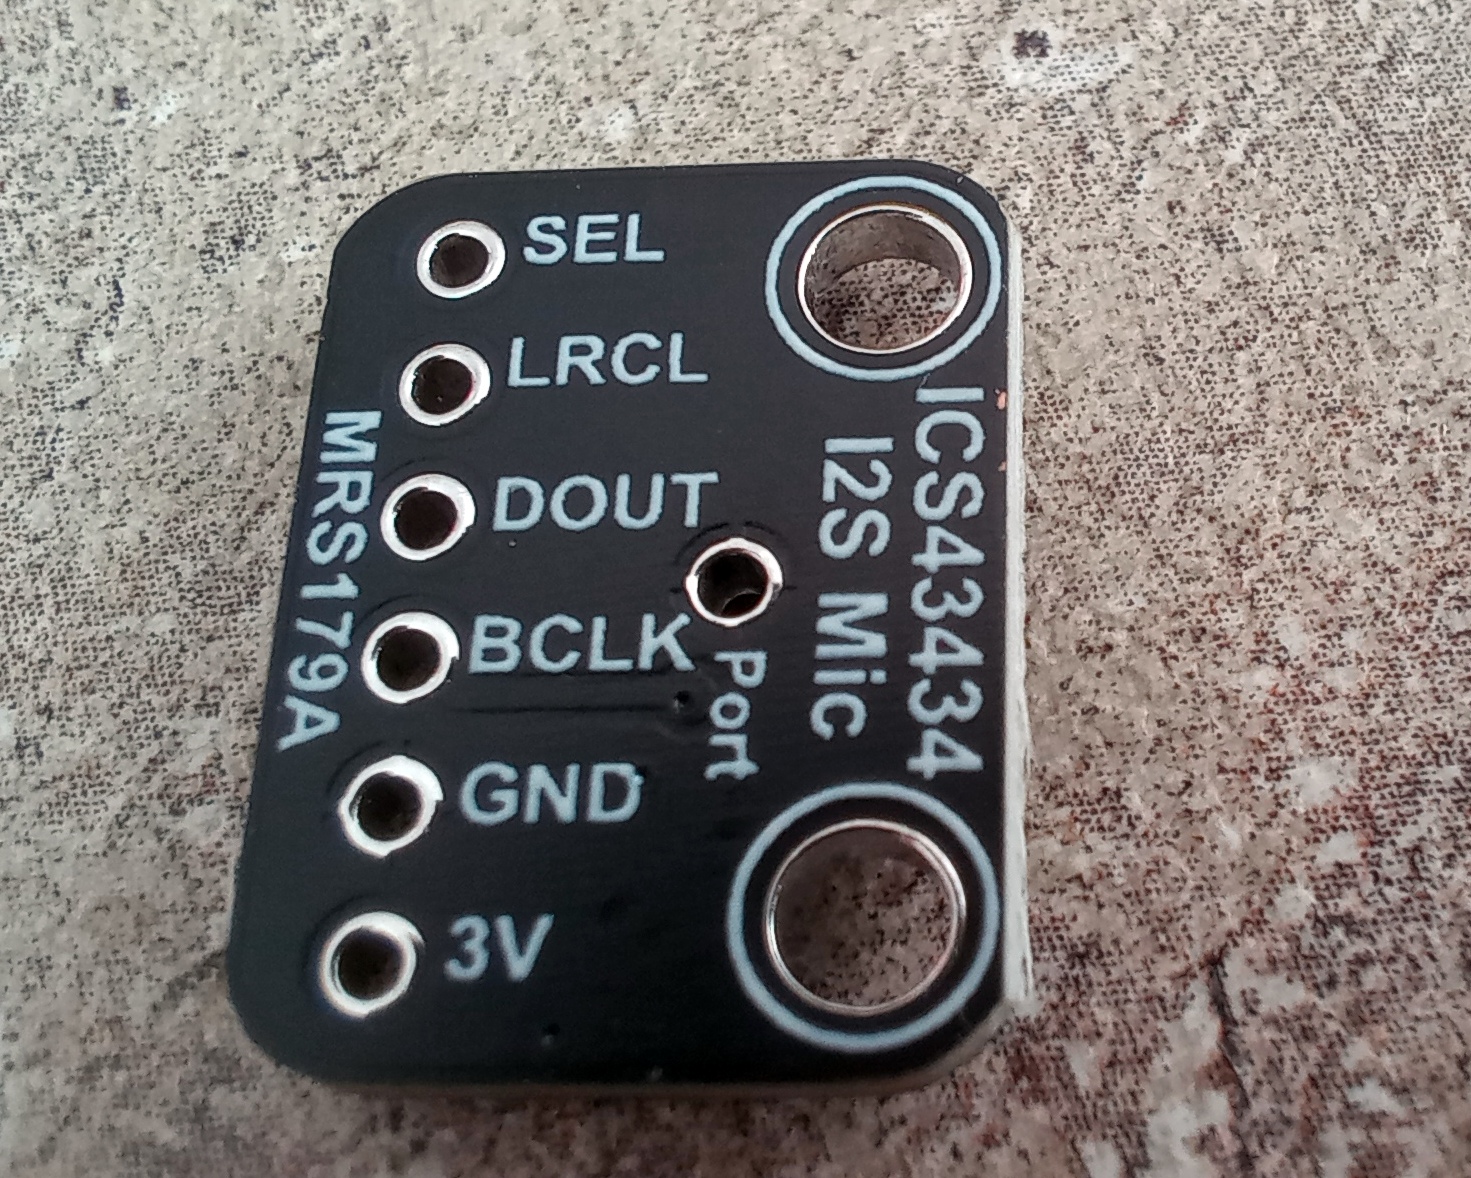 SEL
LRCL
DOUT
BCLK
GND
3V
MRS179A
Port
I2S Mic
ICS43434